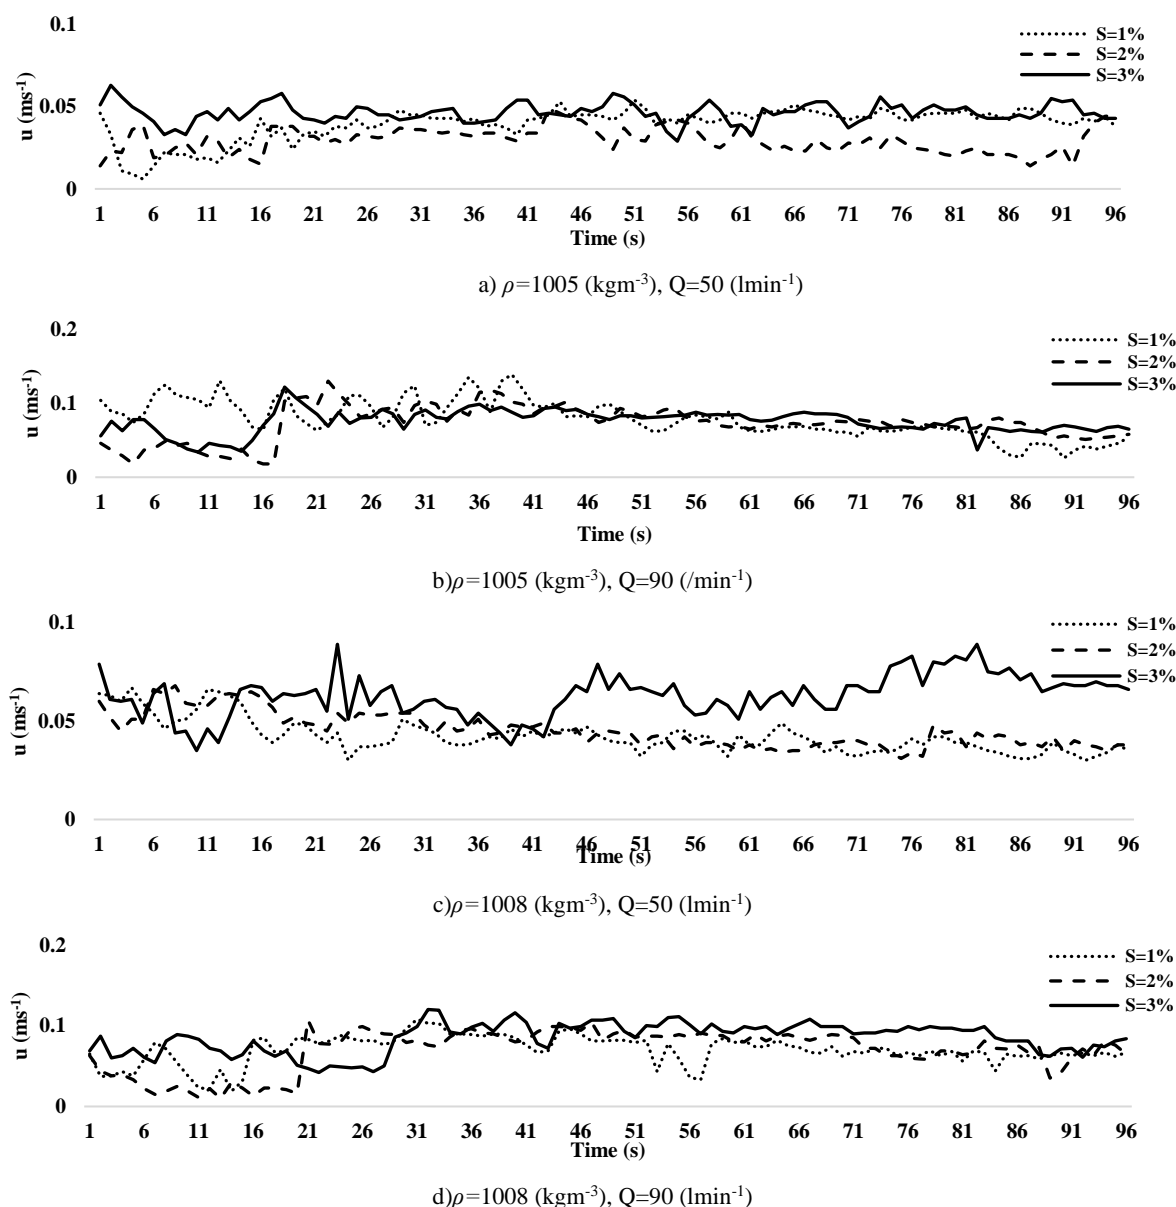 0.1
S=1%
S=2%
S=3%
u (ms-1)
0.05
0
1 6 11 16 21 26 31 36 41 46 51 56 61 66 71 76 81 86 91 96
Time (s)
a) ρ=1005 (kgm-3), Q=50 (lmin-1)
0.2
S=1%
S=2%
S=3%
u (ms-1)
0.1
0
1 6 11 16 21 26 31 36 41 46 51 56 61 66 71 76 81 86 91 96
Time (s)
b)ρ=1005 (kgm-3), Q=90 (/min-1)
0.1
S=1%
S=2%
S=3%
u (ms-1)
0.05
0
1 6 11 16 21 26 31 36 41 46 51 56 61 66 71 76 81 86 91 96
Time (s)
c)ρ=1008 (kgm-3), Q=50 (lmin-1)
0.2
S=1%
S=2%
S=3%
u (ms-1)
0.1
0
1 6 11 16 21 26 31 36 41 46 51 56 61 66 71 76 81 86 91 96
Time (s)
d)ρ=1008 (kgm-3), Q=90 (lmin-1)